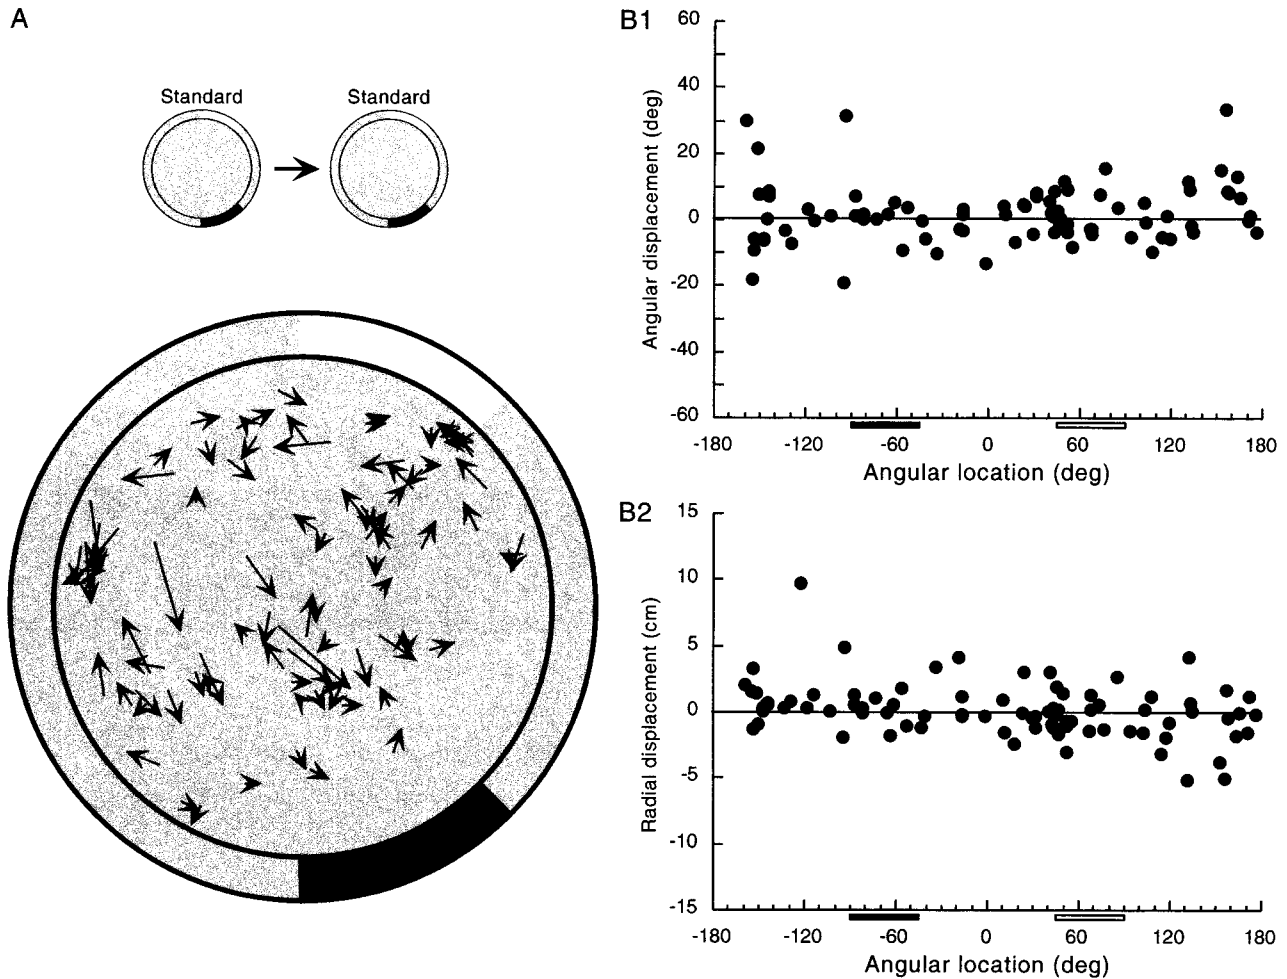 A
Standard Standard
B1
60
40
20
0
-20
-40
-60
Angular displacement (deg)
-180 -120 -60 0 60 120 180
Angular location (deg)
B2
15
10
5
0
-5
-10
-15
Radial displacement (cm)
-180 -120 -60 0 60 120 180
Angular location (deg)